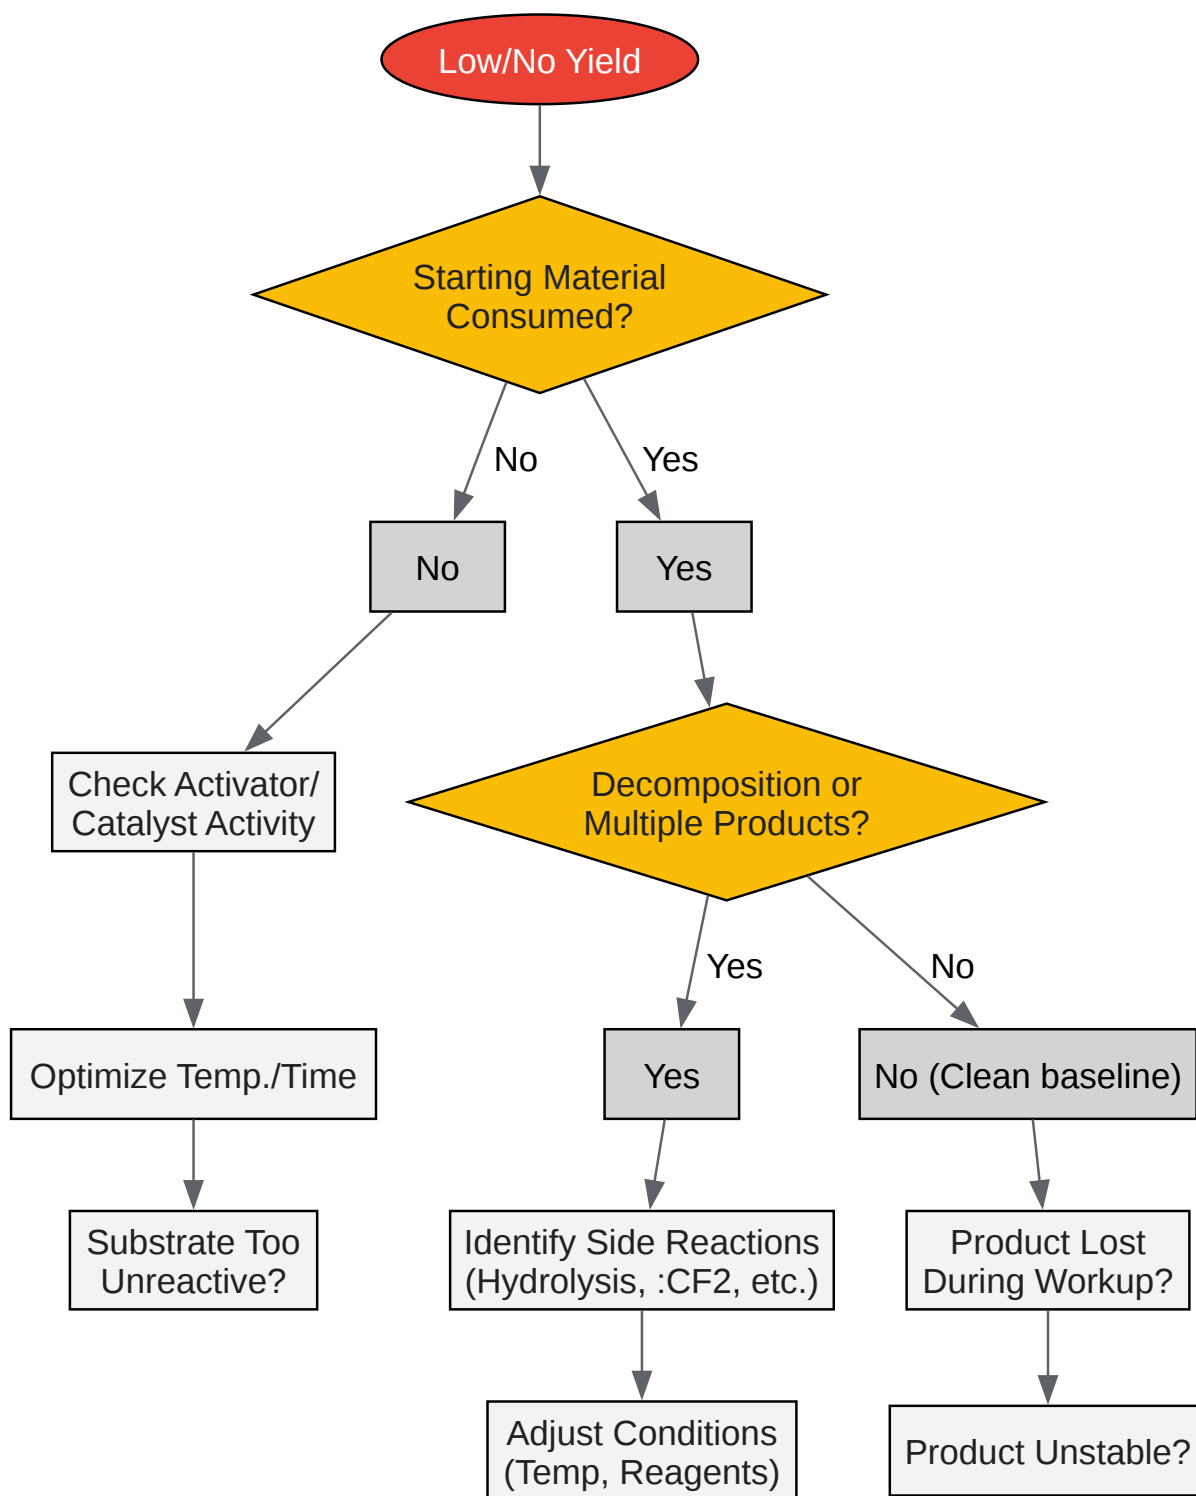 Low/No Yield
Starting Material
Consumed?
No
Yes
No
Yes
Check Activator/
Catalyst Activity
Decomposition or
Multiple Products?
Yes
No
Optimize Temp./Time
Yes
No (Clean baseline)
Substrate Too
Unreactive?
Identify Side Reactions
(Hydrolysis, :CF2, etc.)
Product Lost
During Workup?
Adjust Conditions
(Temp, Reagents)
Product Unstable?